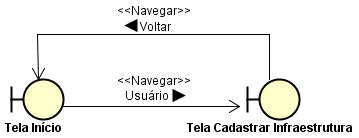 <<Navegar>>
◀ Voltar
<<Navegar>>
Usuário ▶
Tela Início
Tela Cadastrar Infraestrutura